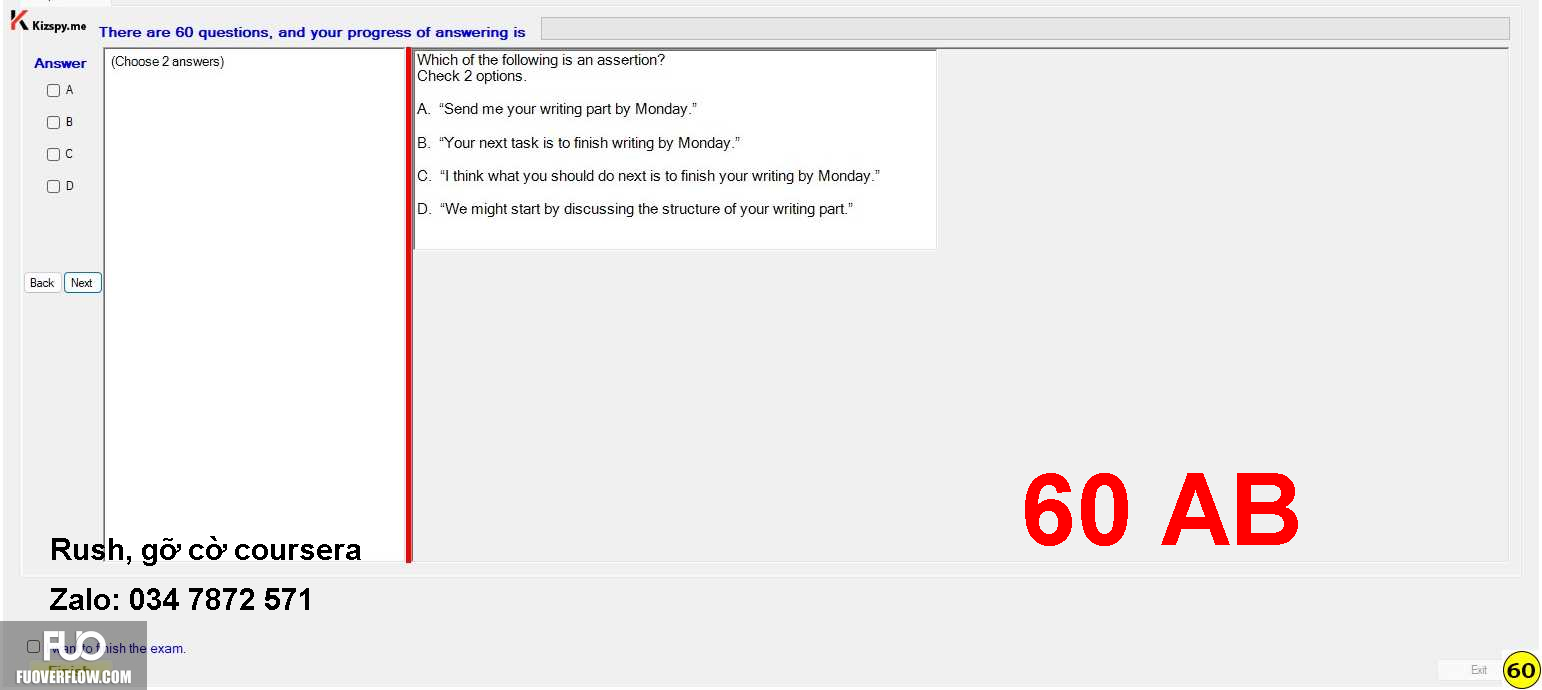 Kizspy.me
There are 60 questions, and your progress of answering is
Answer
A
B
C
D
Back
Next
(Choose 2 answers)
Which of the following is an assertion?
Check 2 options.
A. “Send me your writing part by Monday.”
B. “Your next task is to finish writing by Monday.”
C. “I think what you should do next is to finish your writing by Monday.”
D. “We might start by discussing the structure of your writing part.”
60 AB
Rush, gỡ cờ coursera
Zalo: 034 7872 571
FUO
FUOVERFLOW.COM
I want to finish the exam.
Finish
Exit
60